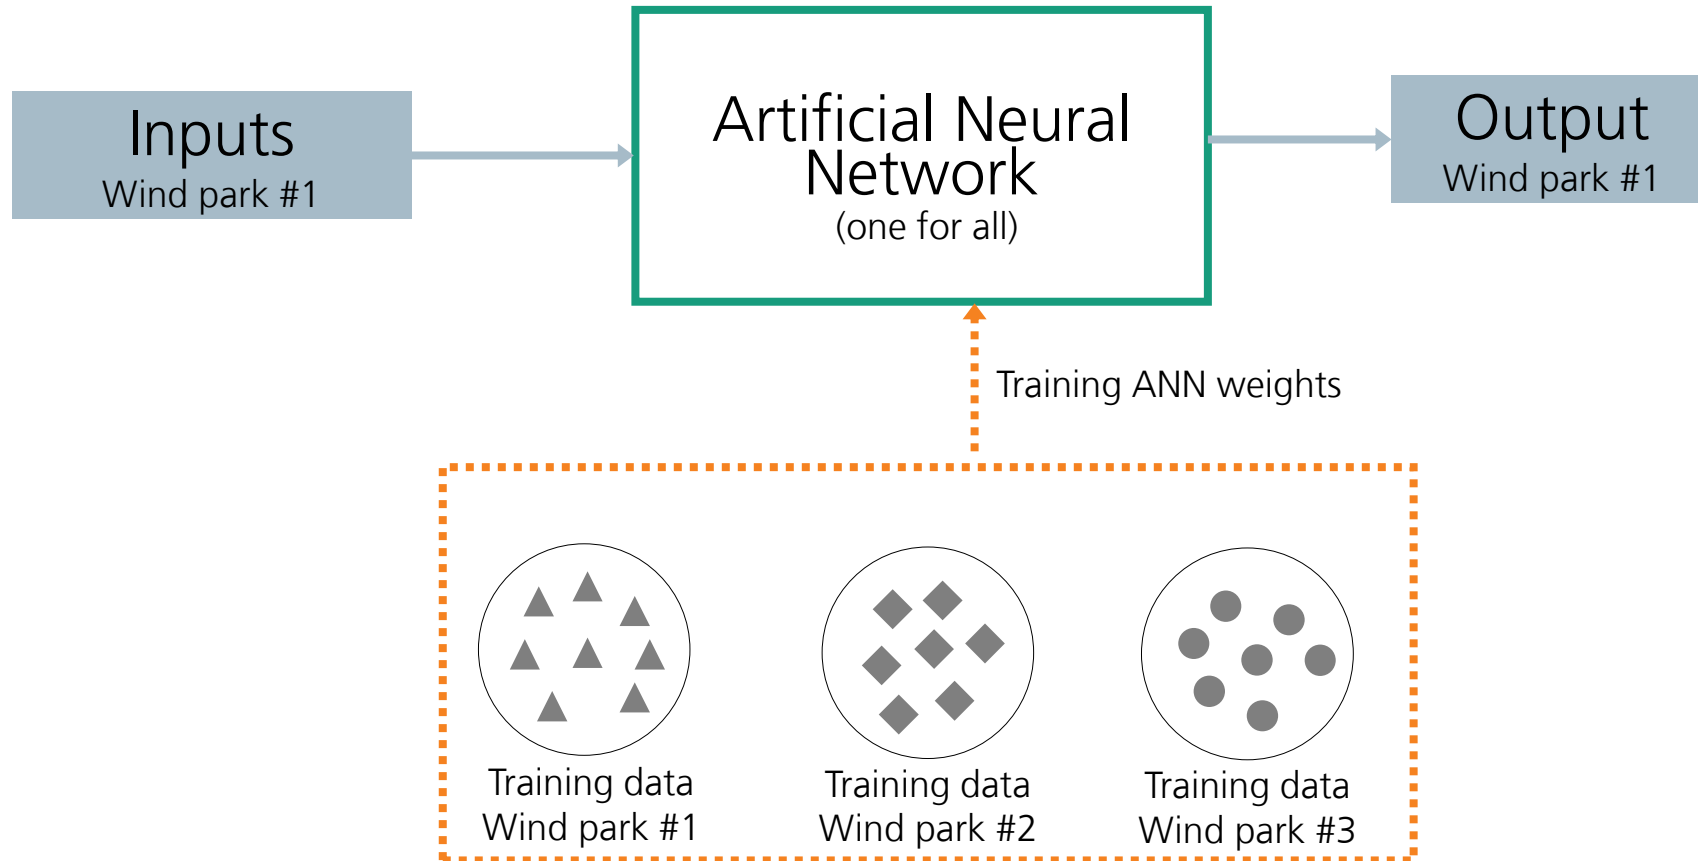 Inputs
Wind park #1
Artificial Neural
Network
(one for all)
Output
Wind park #1
Training ANN weights
Training data
Wind park #1
Training data
Wind park #2
Training data
Wind park #3